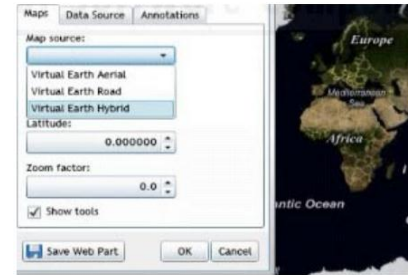 Maps Data Source Annotations
Map source:
Virtual Earth Aerial
Virtual Earth Road
Virtual Earth Hybrid
Latitude:
0.000000
Zoom factor:
0.0
Show tools
Save Web Part OK Cancel
Europe
Mediterranean
Sea
Africa
ntic Ocean